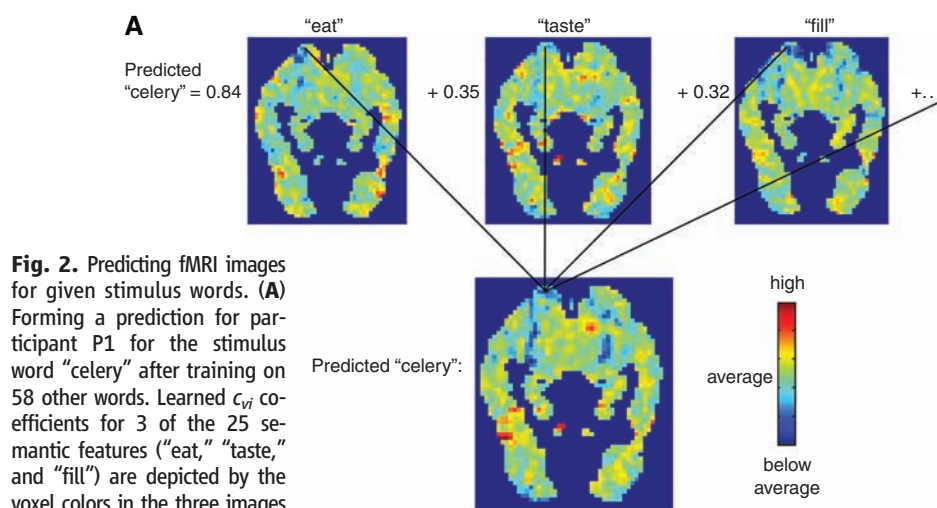 A
"eat"
"taste"
"fill"
Predicted
"celery" = 0.84
+ 0.35
+ 0.32
+...
Fig. 2. Predicting fMRI images
for given stimulus words. (A)
Forming a prediction for par-
ticipant P1 for the stimulus
word "celery" after training on
58 other words. Learned cvi co-
efficients for 3 of the 25 se-
mantic features ("eat," "taste,"
and "fill") are depicted by the
voxel colors in the three images
Predicted "celery":
high
average
below
average